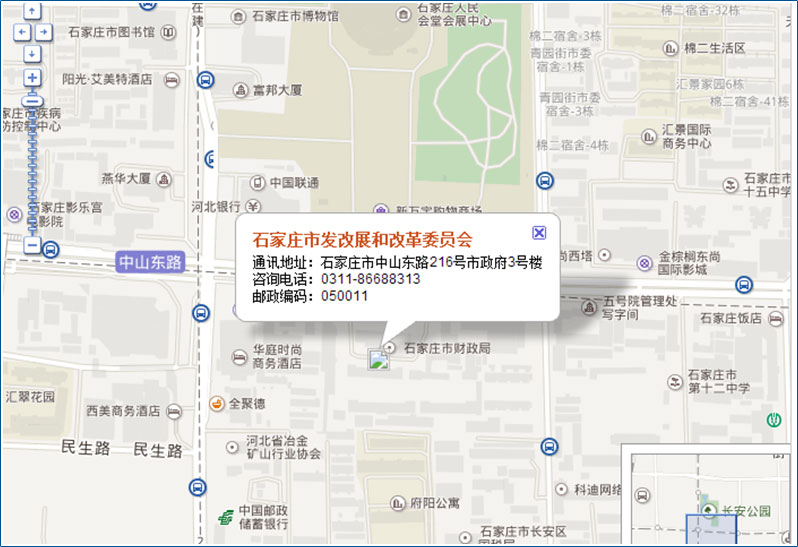 在建)
石家庄市博物馆
石家庄人民
会堂会展中心
棉二宿舍-32栋
石家庄市图书馆
棉二宿舍-3栋
青园街市委
宿舍-1栋
棉二生活区
阳光·艾美特酒店
富邦大厦
汇景家园6栋
棉二宿舍-41栋
青园街市委
宿舍-3栋
家庄市疾病
防控制中心
汇景国际
商务中心
棉二宿舍-4栋
燕华大厦
中国联通
石家庄市
十五中学
河北银行
新万宝购物商场
石家庄影乐宫
电影院
石家庄市发改展和改革委员会
通讯地址：石家庄市中山东路216号市政府3号楼
咨询电话：0311-86688313
邮政编码：050011
中山东路
尚西塔
金棕榈东尚
国际影城
五号院管理处
写字间
石家庄饭店
华庭时尚
商务酒店
石家庄市财政局
石家庄市
第十二中学
汇翠花园
西美商务酒店
全聚德
民生路
民生路
河北省冶金
矿山行业协会
科迪网络
府阳公寓
中国邮政
储蓄银行
长安公园
石家庄市长安区
国税局